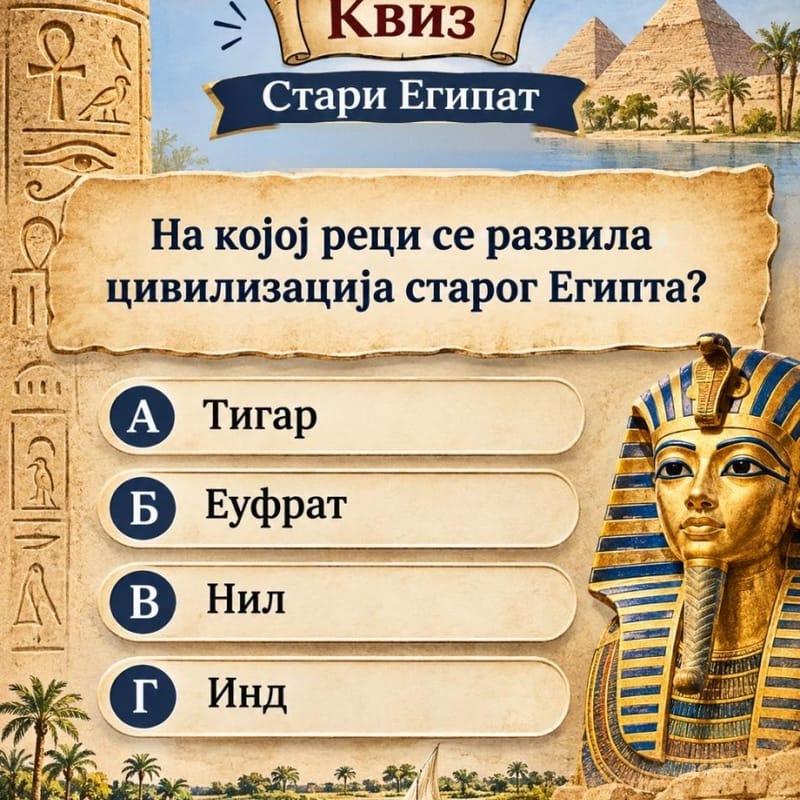 Квиз
Стари Египат
На којој реци се развила
цивилизација старог Египта?
А Тигар
Б Еуфрат
В Нил
Г Инд